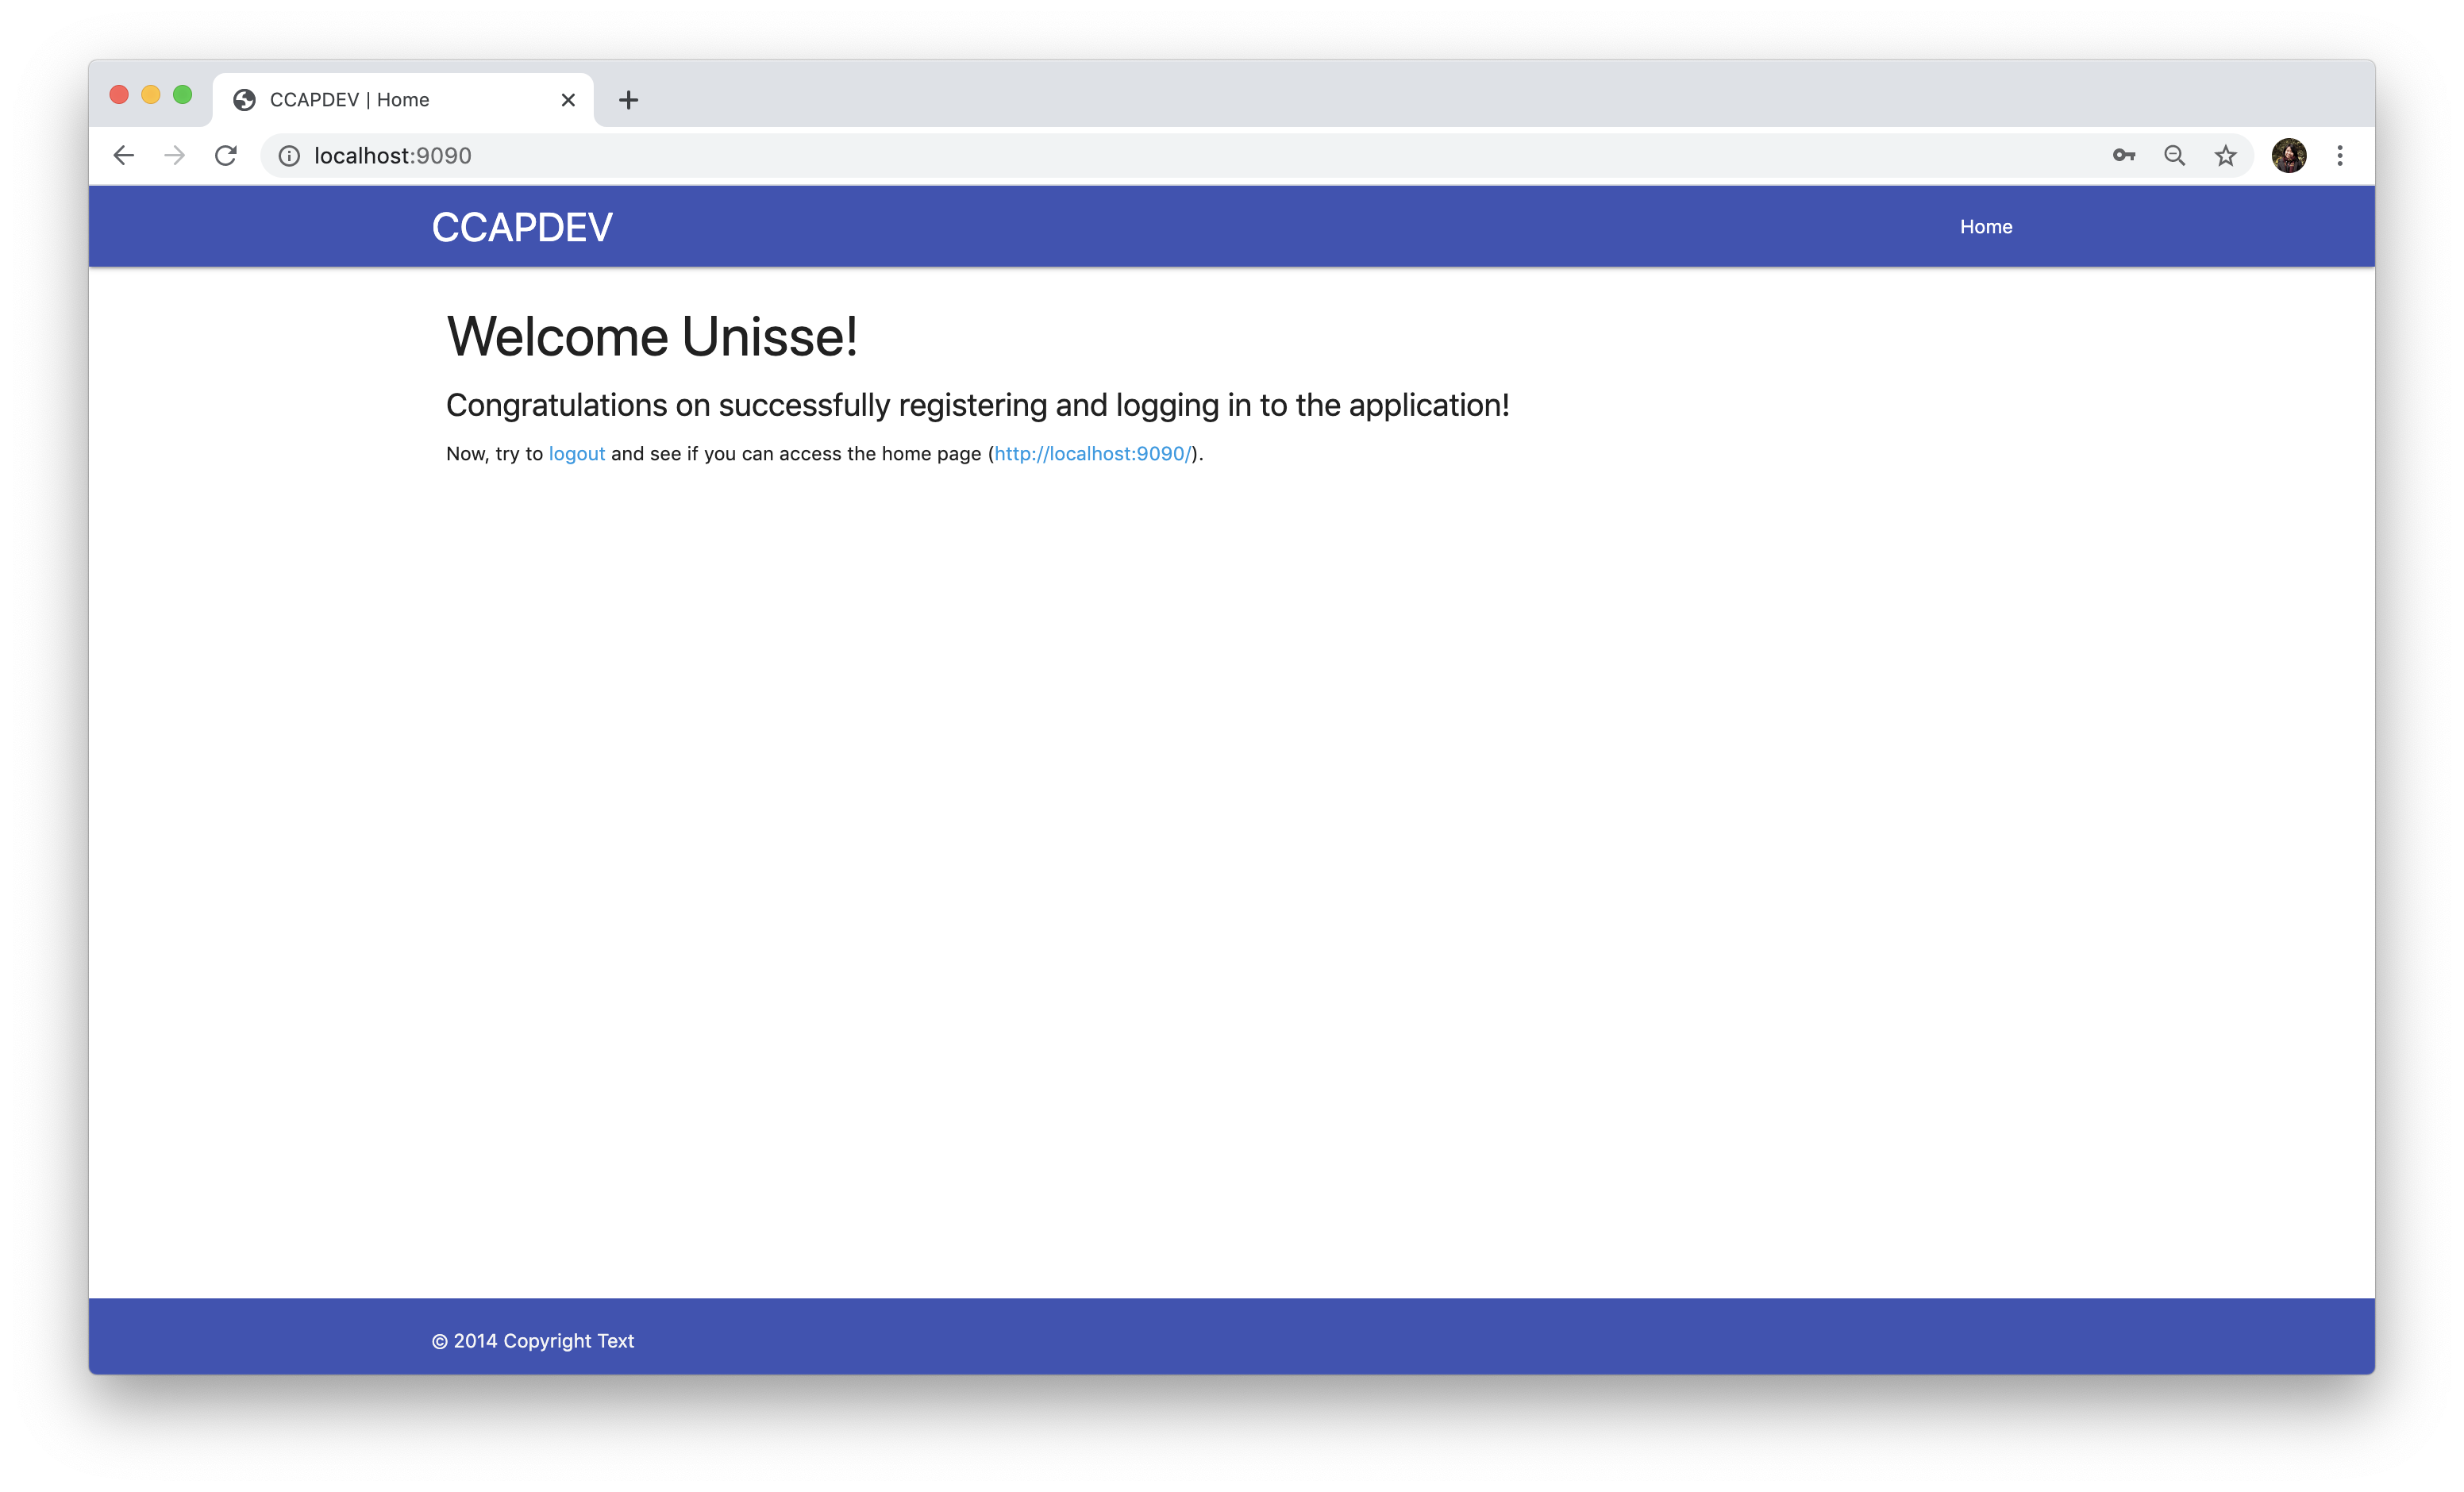 CCAPDEV | Home
localhost:9090
CCAPDEV
Home
Welcome Unisse!
Congratulations on successfully registering and logging in to the application!
Now, try to logout and see if you can access the home page (http://localhost:9090/).
© 2014 Copyright Text